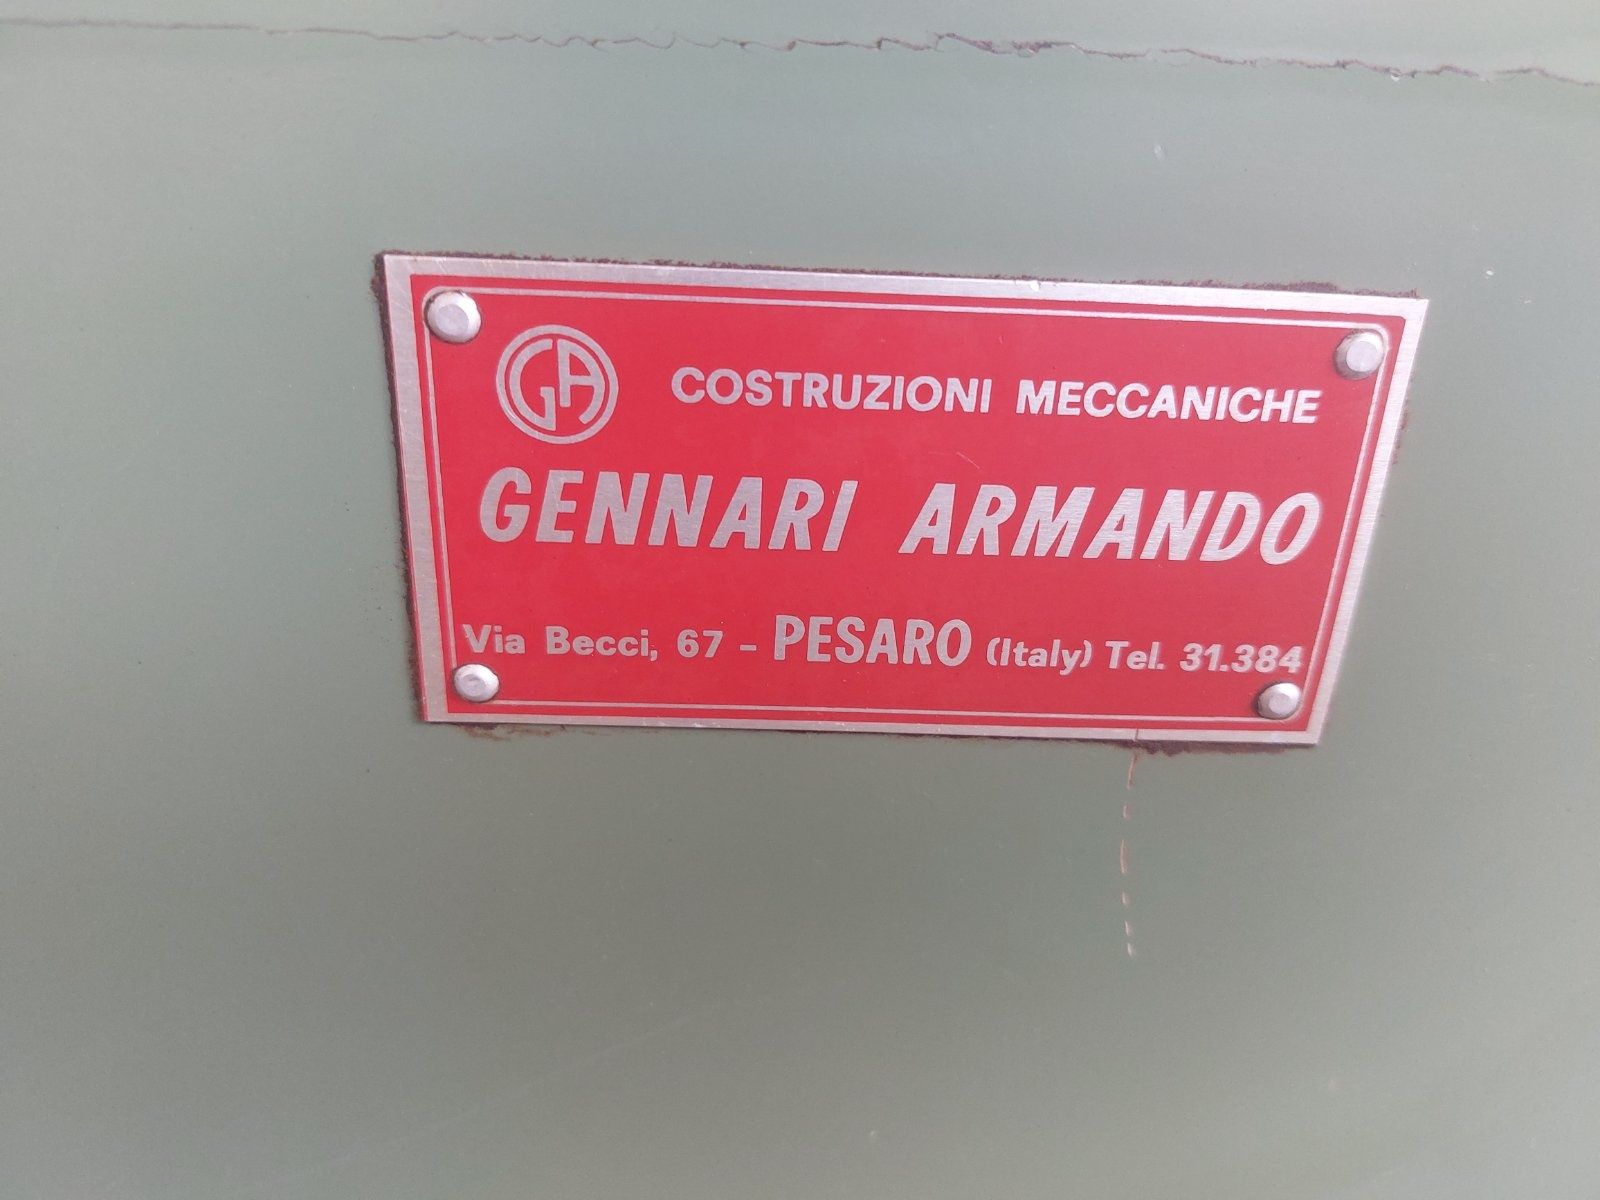 GA
COSTRUZIONI MECCANICHE
GENNARI ARMANDO
Via Becci, 67 - PESARO (Italy) Tel. 31.384